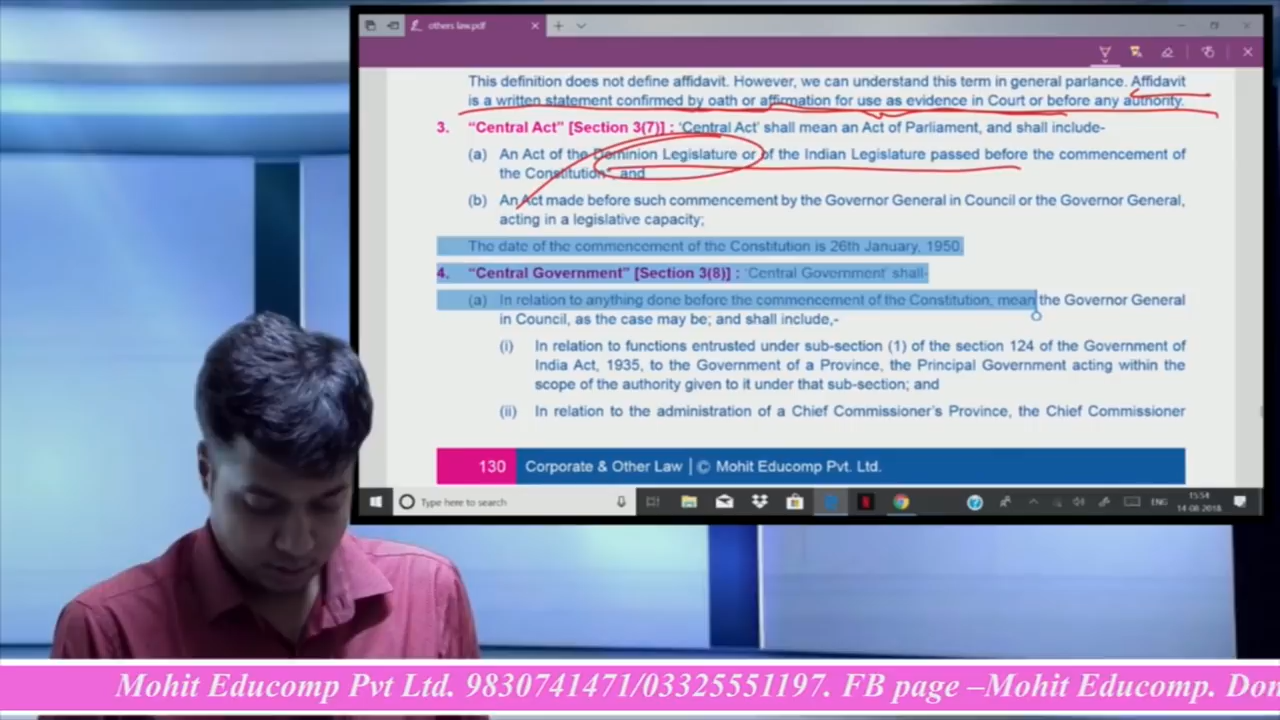 others law.pdf
This definition does not define affidavit. However, we can understand this term in general parlance. Affidavit
is a written statement confirmed by oath or affirmation for use as evidence in Court or before any authority.
3. “Central Act” [Section 3(7)] : ‘Central Act’ shall mean an Act of Parliament, and shall include-
(a) An Act of the Dominion Legislature or of the Indian Legislature passed before the commencement of
the Constitution”, and
(b) An Act made before such commencement by the Governor General in Council or the Governor General,
acting in a legislative capacity;
The date of the commencement of the Constitution is 26th January, 1950.
4. “Central Government” [Section 3(8)] : ‘Central Government’ shall-
(a) In relation to anything done before the commencement of the Constitution, mean the Governor General
in Council, as the case may be; and shall include,-
(i) In relation to functions entrusted under sub-section (1) of the section 124 of the Government of
India Act, 1935, to the Government of a Province, the Principal Government acting within the
scope of the authority given to it under that sub-section; and
(ii) In relation to the administration of a Chief Commissioner’s Province, the Chief Commissioner
130 Corporate & Other Law | © Mohit Educomp Pvt. Ltd.
Type here to search
ENG
15:54
14-08-2018
Mohit Educomp Pvt Ltd. 9830741471/03325551197. FB page –Mohit Educomp. Don